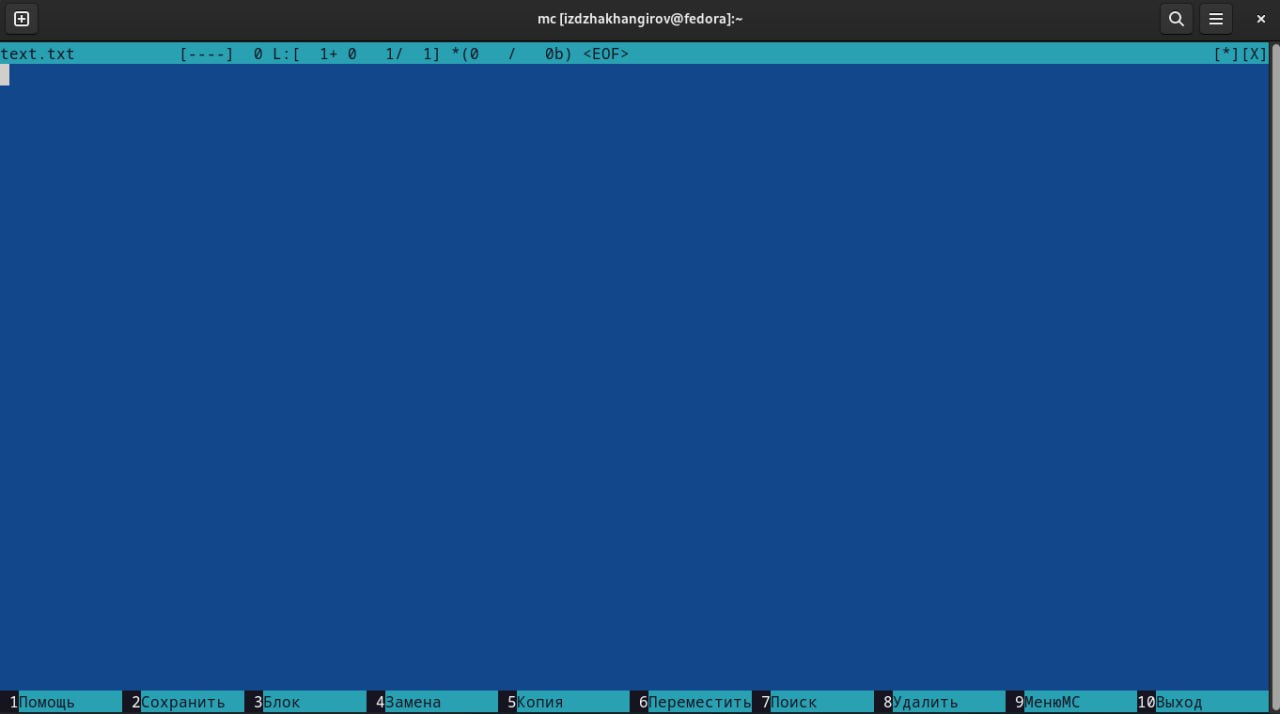 mc [izdzhakhangirov@fedora]:~
text.txt [----] 0 L:[ 1+ 0 1/ 1] *(0 / 0b) <EOF> [*][X]
1Помощь 2Сохранить 3Блок 4Замена 5Копия 6Переместить 7Поиск 8Удалить 9МенюMC 10Выход